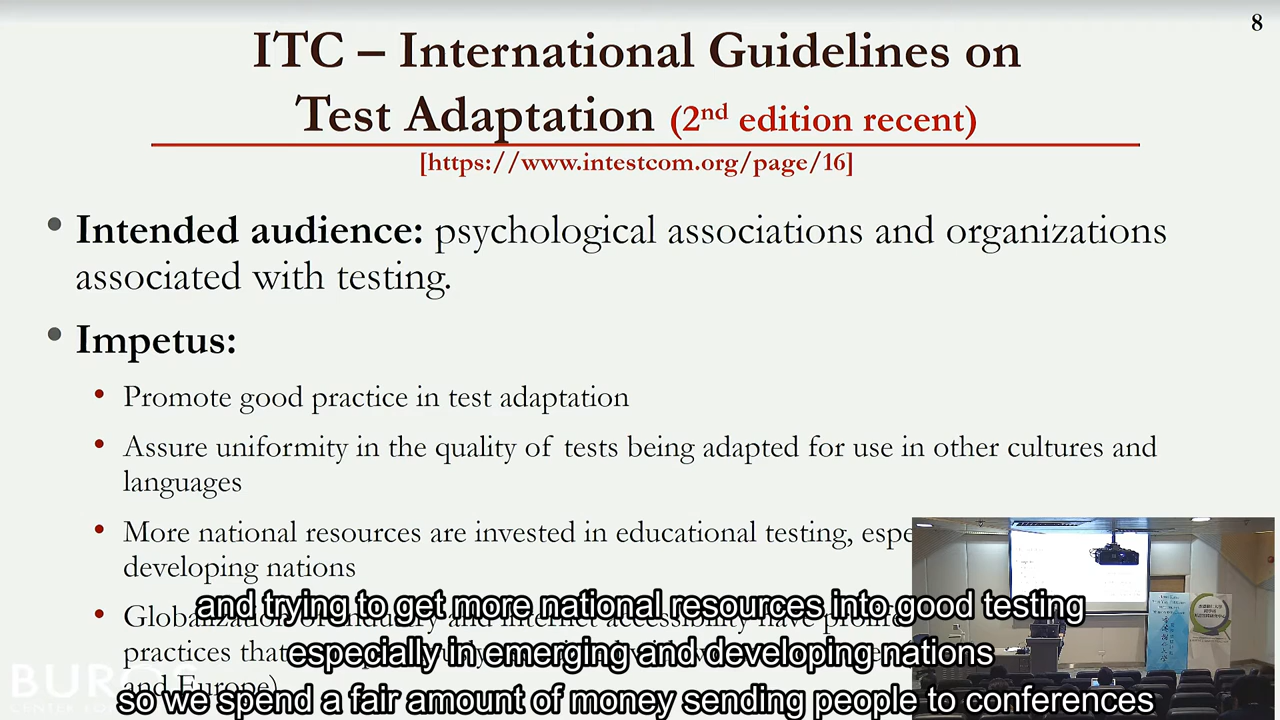 8
ITC – International Guidelines on
Test Adaptation (2nd edition recent)
[https://www.intestcom.org/page/16]
• Intended audience: psychological associations and organizations
associated with testing.
• Impetus:
• Promote good practice in test adaptation
• Assure uniformity in the quality of tests being adapted for use in other cultures and
languages
• More national resources are invested in educational testing,
developing nations
• Globalization of industry and internet accessibility have
practices that
and Europe)
and trying to get more national resources into good testing
especially in emerging and developing nations
so we spend a fair amount of money sending people to conferences
BUROS